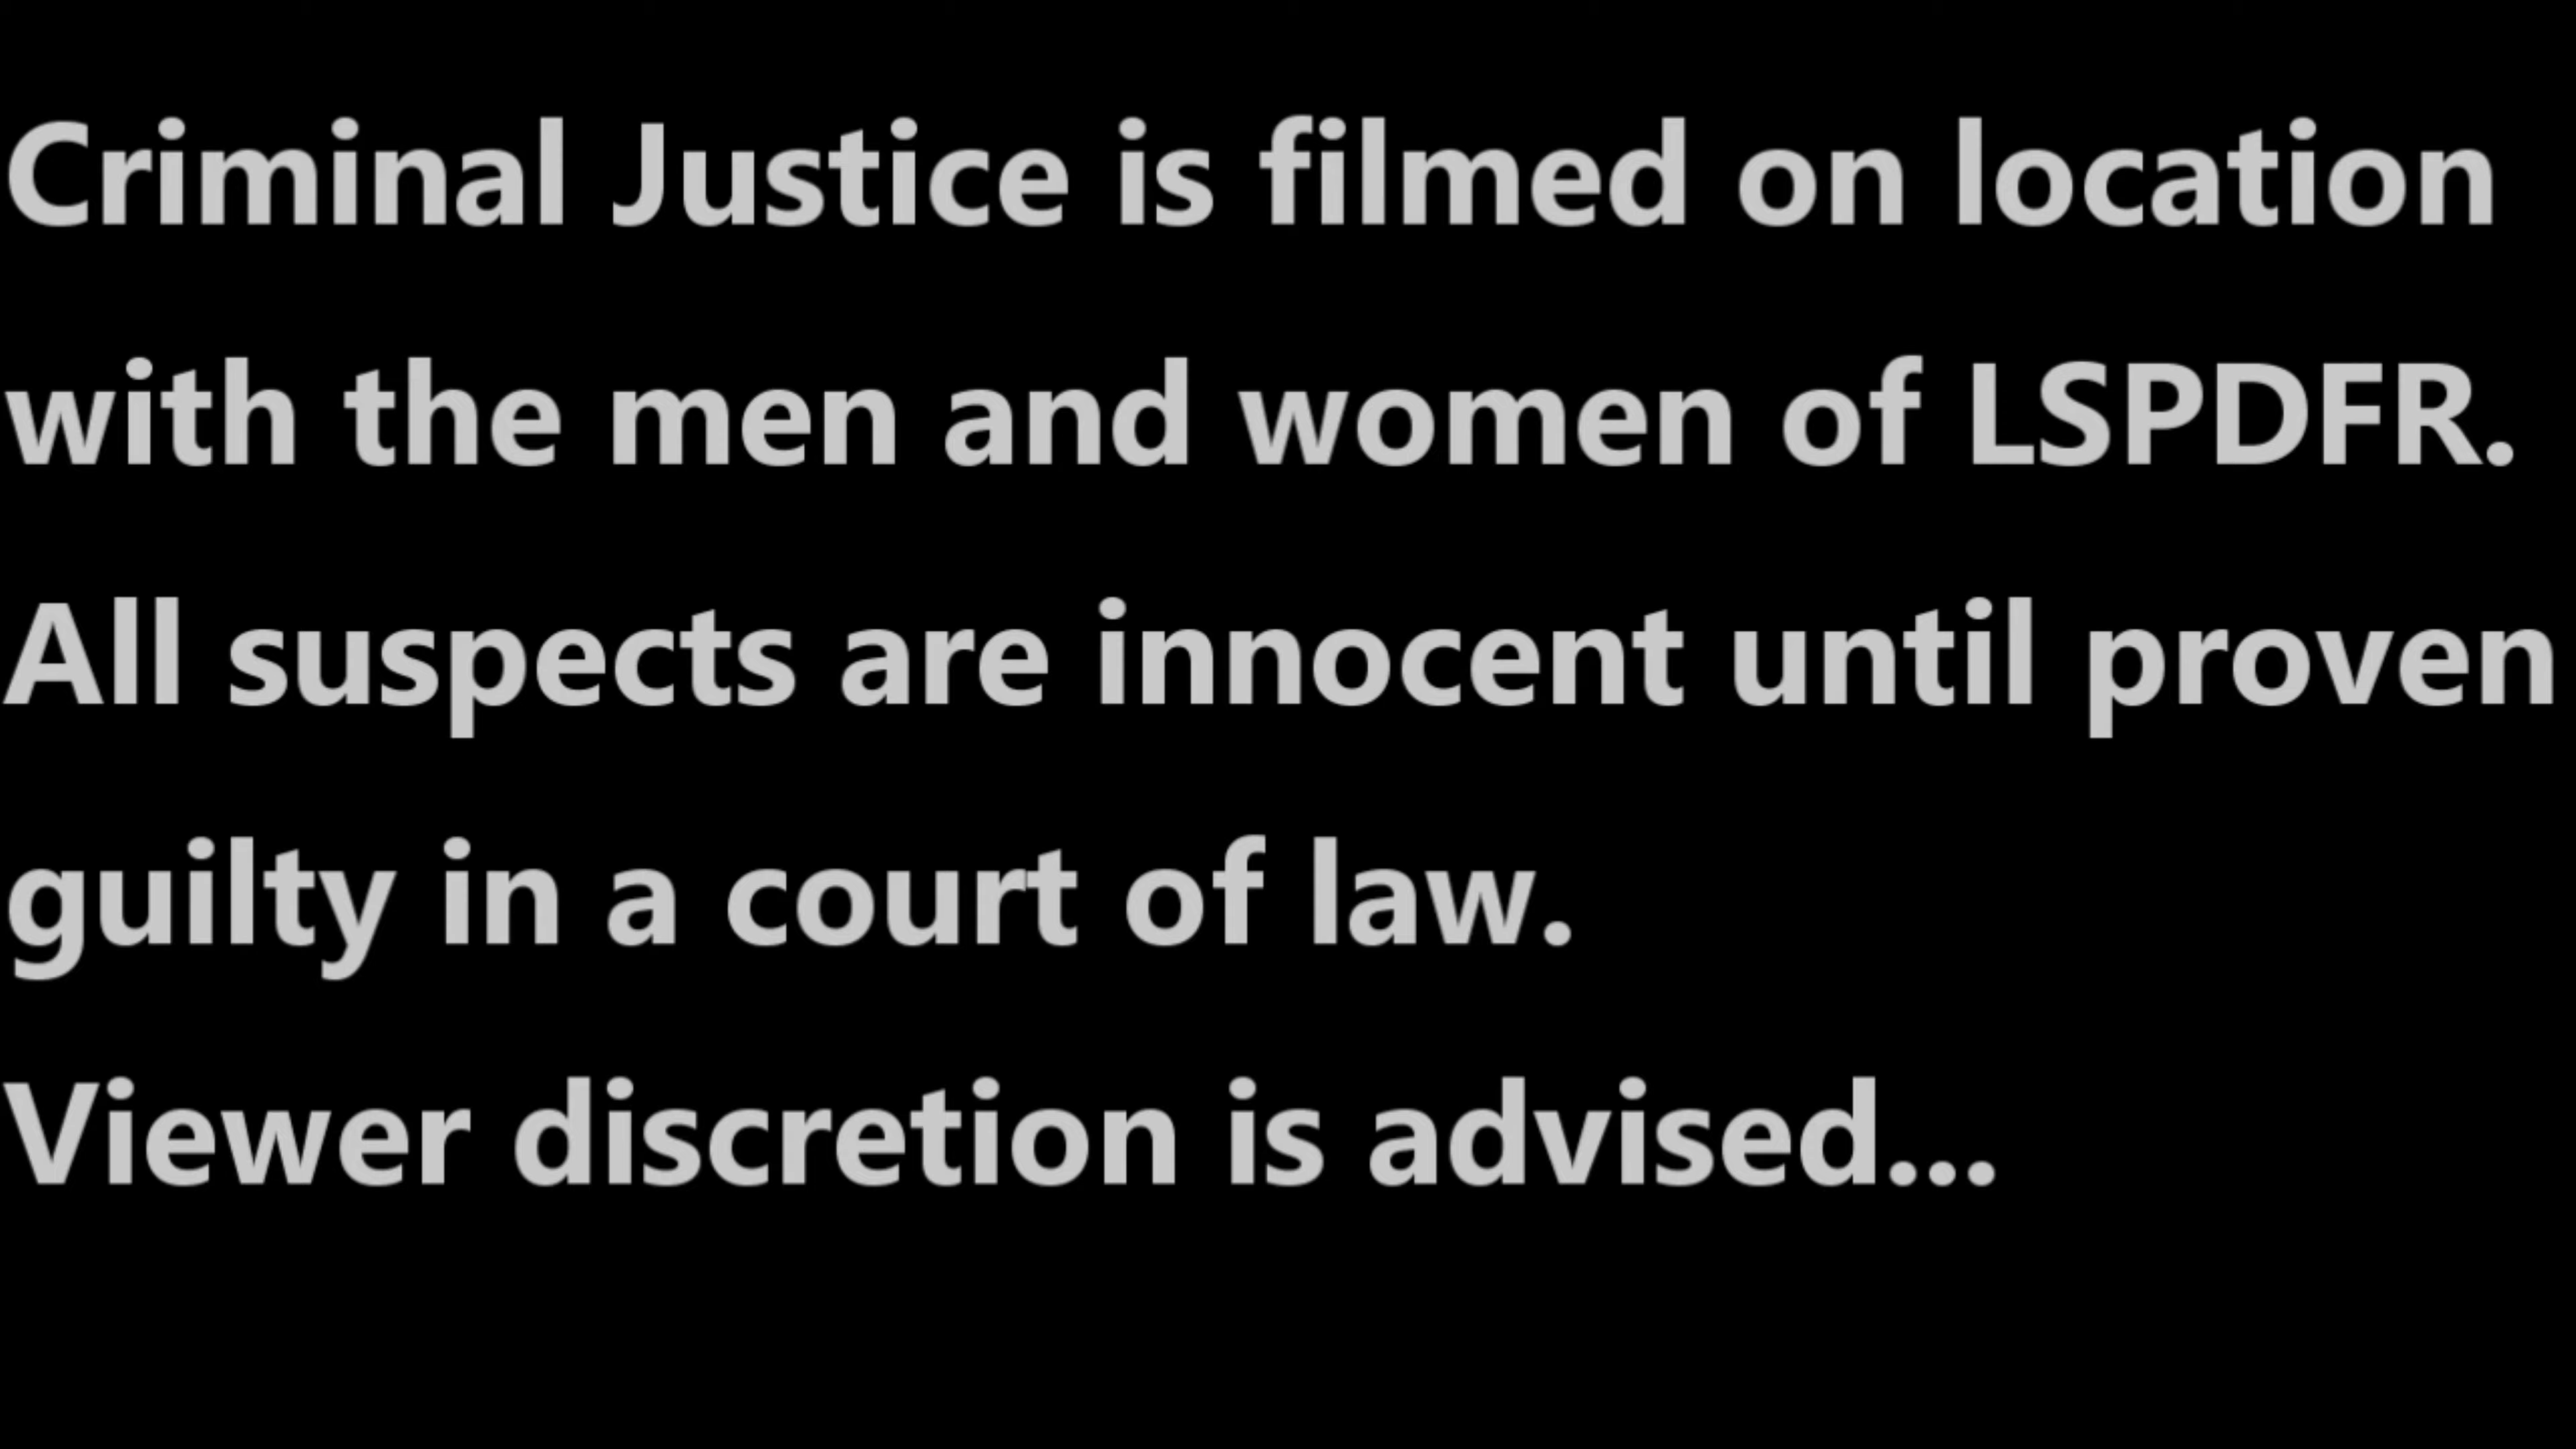 Criminal Justice is filmed on location
with the men and women of LSPDFR.
All suspects are innocent until proven
guilty in a court of law.
Viewer discretion is advised...